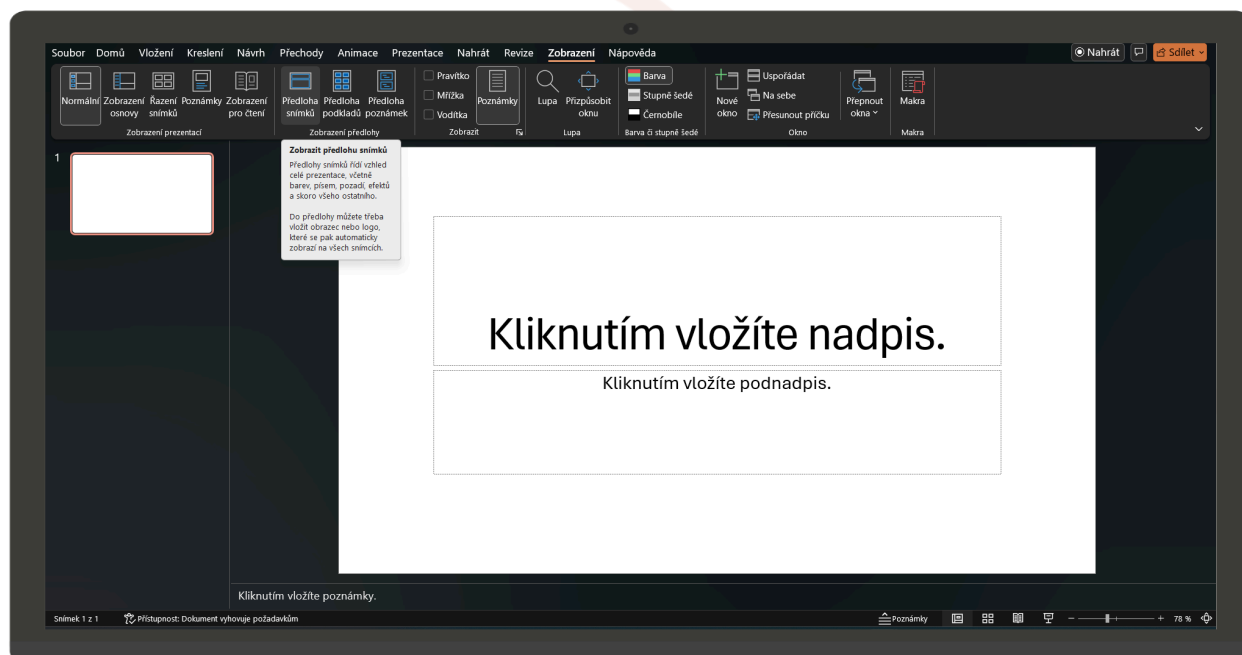 Soubor Domů Vložení Kreslení Návrh Přechody Animace Prezentace Nahrát Revize Zobrazení Nápověda
Nahrát
Sdílet
Normální
Zobrazení osnovy
Řazení snímků
Poznámky
Zobrazení pro čtení
Zobrazení prezentací
Předloha snímků
Předloha podkladů
Předloha poznámek
Zobrazení předlohy
Pravítko
Mřížka
Vodítka
Poznámky
Zobrazit
Lupa
Přizpůsobit oknu
Lupa
Barva
Stupně šedé
Černobíle
Barva či stupně šedé
Nové okno
Uspořádat
Na sebe
Přesunout příčku
Okno
Přepnout okna
Makra
Makra
Zobrazit předlohu snímků
Předlohy snímků řídí vzhled
celé prezentace, včetně
barev, písem, pozadí, efektů
a skoro všeho ostatního.
Do předlohy můžete třeba
vložit obrazec nebo logo,
které se pak automaticky
zobrazí na všech snímcích.
1
Kliknutím vložíte nadpis.
Kliknutím vložíte podnadpis.
Kliknutím vložíte poznámky.
Snímek 1 z 1
Přístupnost: Dokument vyhovuje požadavkům
Poznámky
78 %